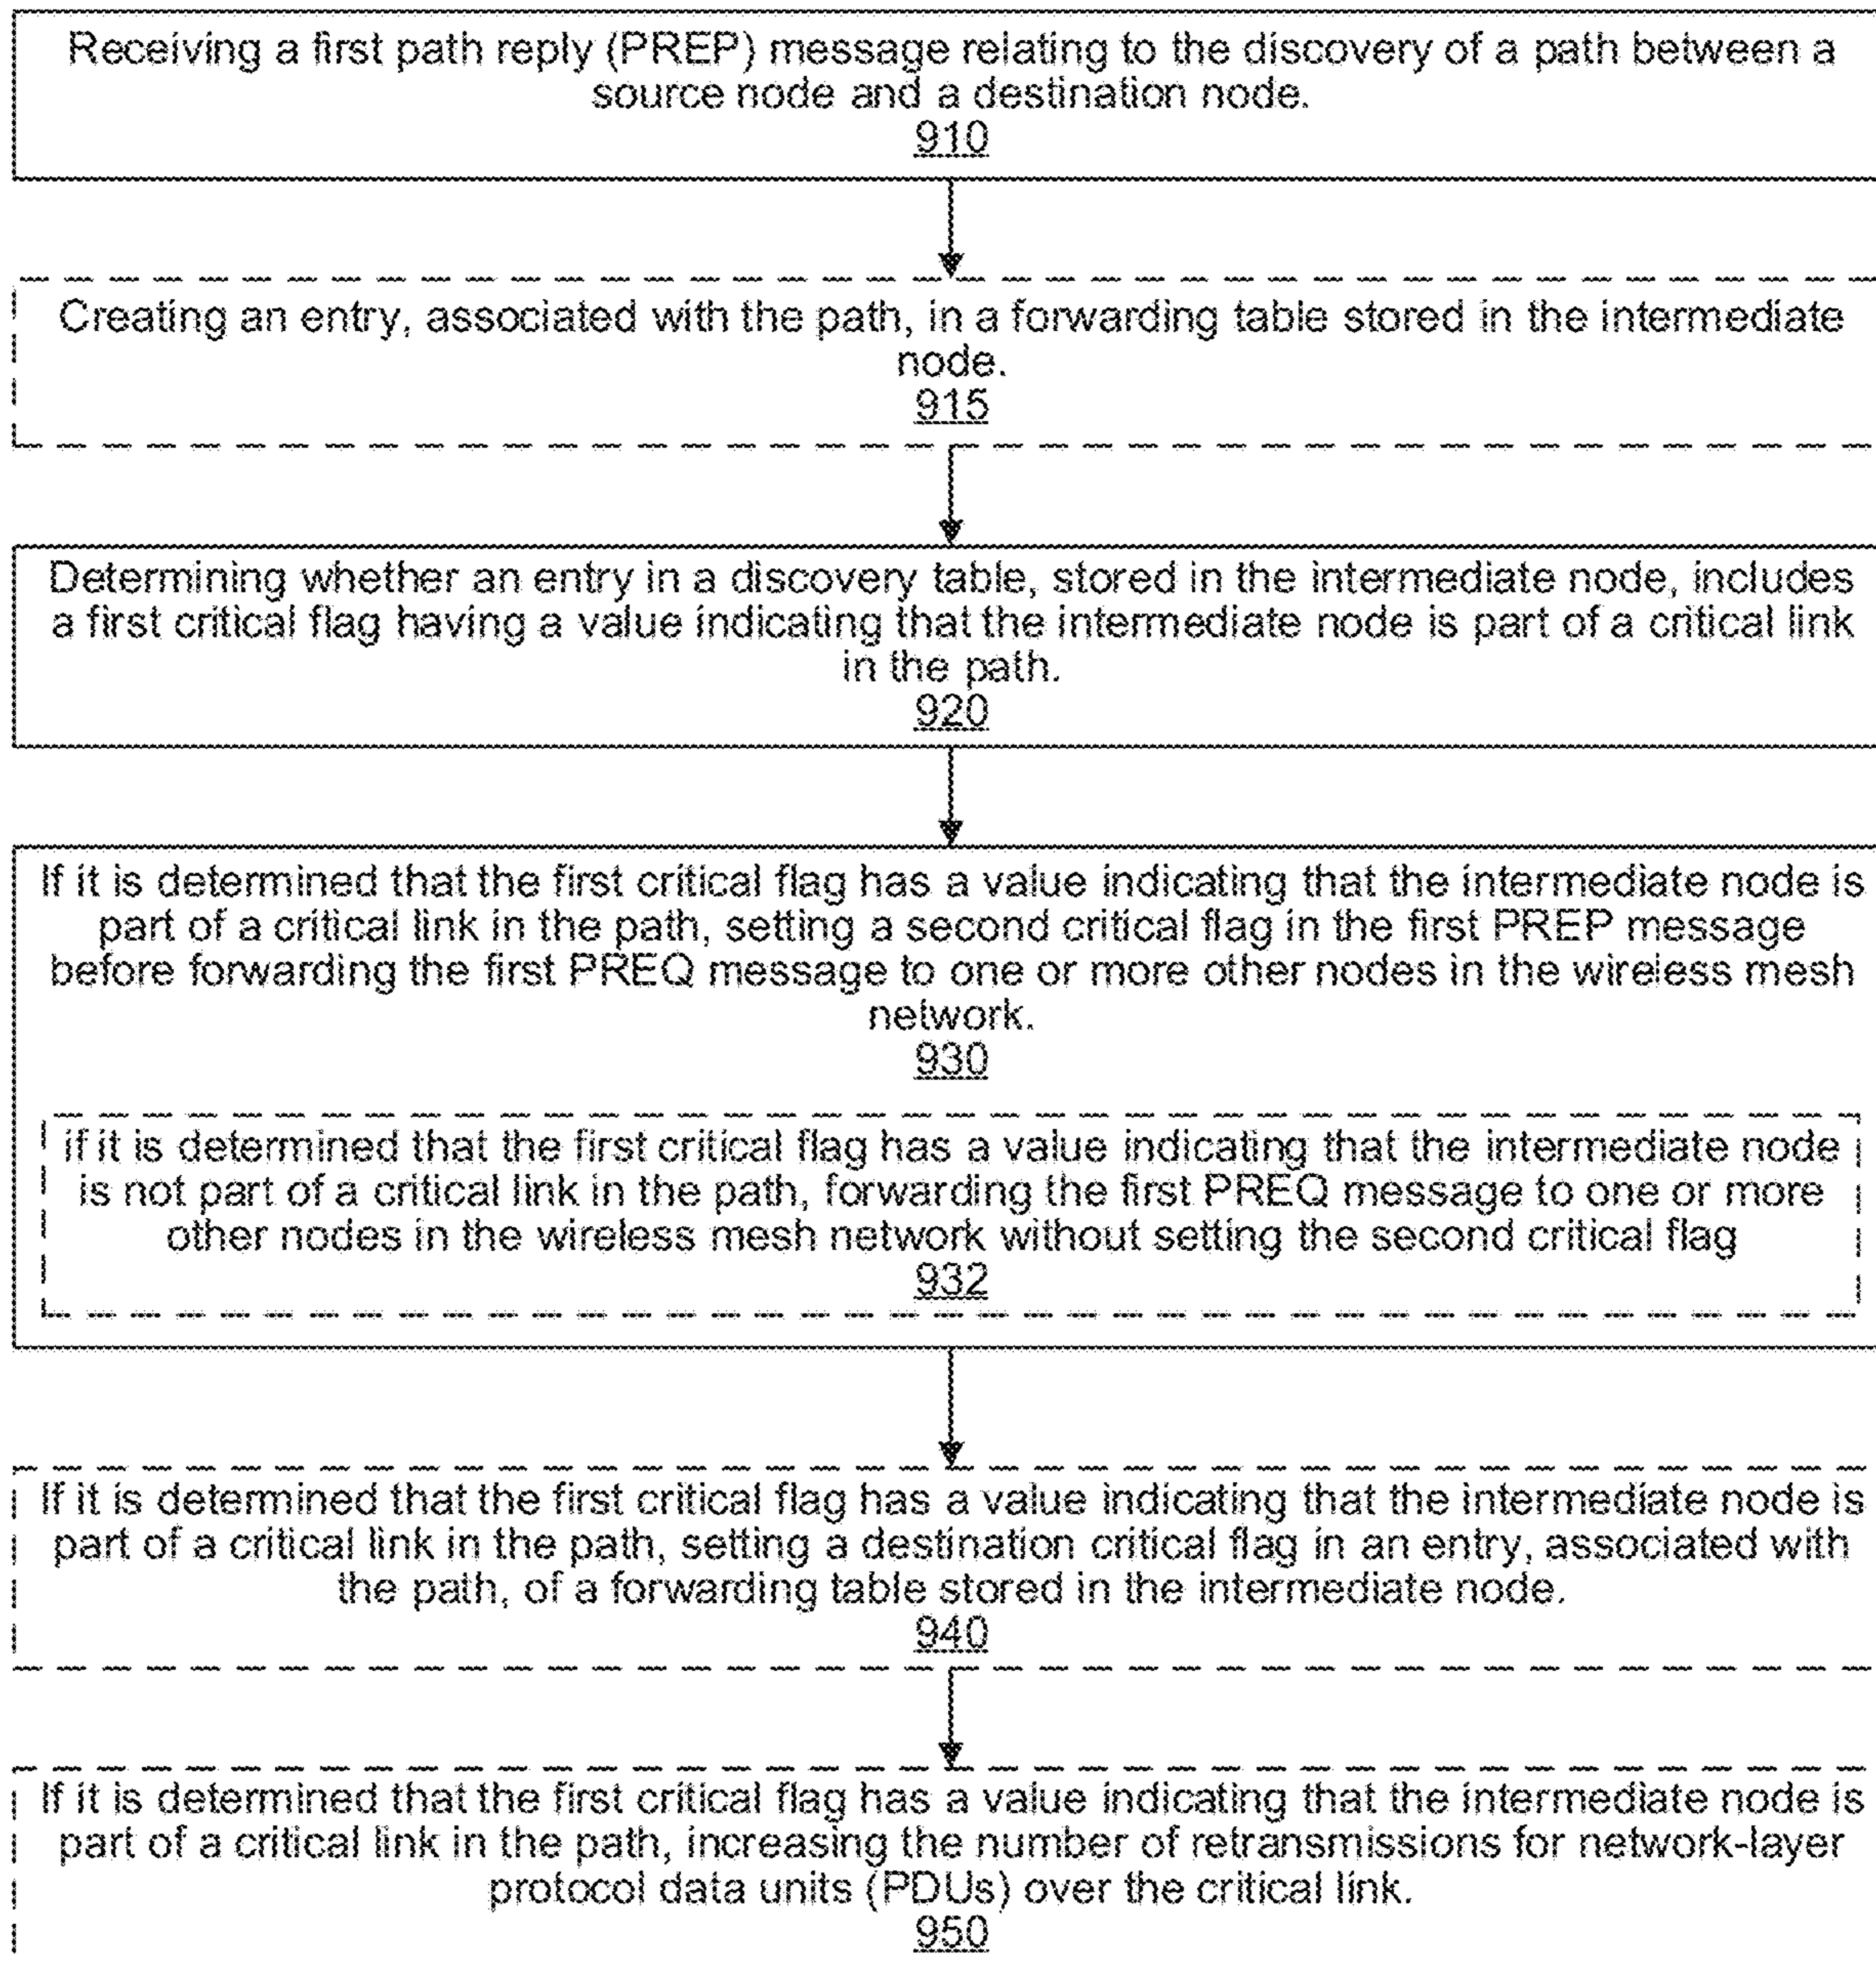 Receiving a first path reply (PREP) message relating to the discovery of a path between a
source node and a destination node.
910
Creating an entry, associated with the path, in a forwarding table stored in the intermediate
node.
915
Determining whether an entry in a discovery table, stored in the intermediate node, includes
a first critical flag having a value indicating that the intermediate node is part of a critical link
in the path.
920
If it is determined that the first critical flag has a value indicating that the intermediate node is
part of a critical link in the path, setting a second critical flag in the first PREP message
before forwarding the first PREQ message to one or more other nodes in the wireless mesh
network.
930
if it is determined that the first critical flag has a value indicating that the intermediate node
is not part of a critical link in the path, forwarding the first PREQ message to one or more
other nodes in the wireless mesh network without setting the second critical flag
932
If it is determined that the first critical flag has a value indicating that the intermediate node is
part of a critical link in the path, setting a destination critical flag in an entry, associated with
the path, of a forwarding table stored in the intermediate node.
940
If it is determined that the first critical flag has a value indicating that the intermediate node is
part of a critical link in the path, increasing the number of retransmissions for network-layer
protocol data units (PDUs) over the critical link.
950